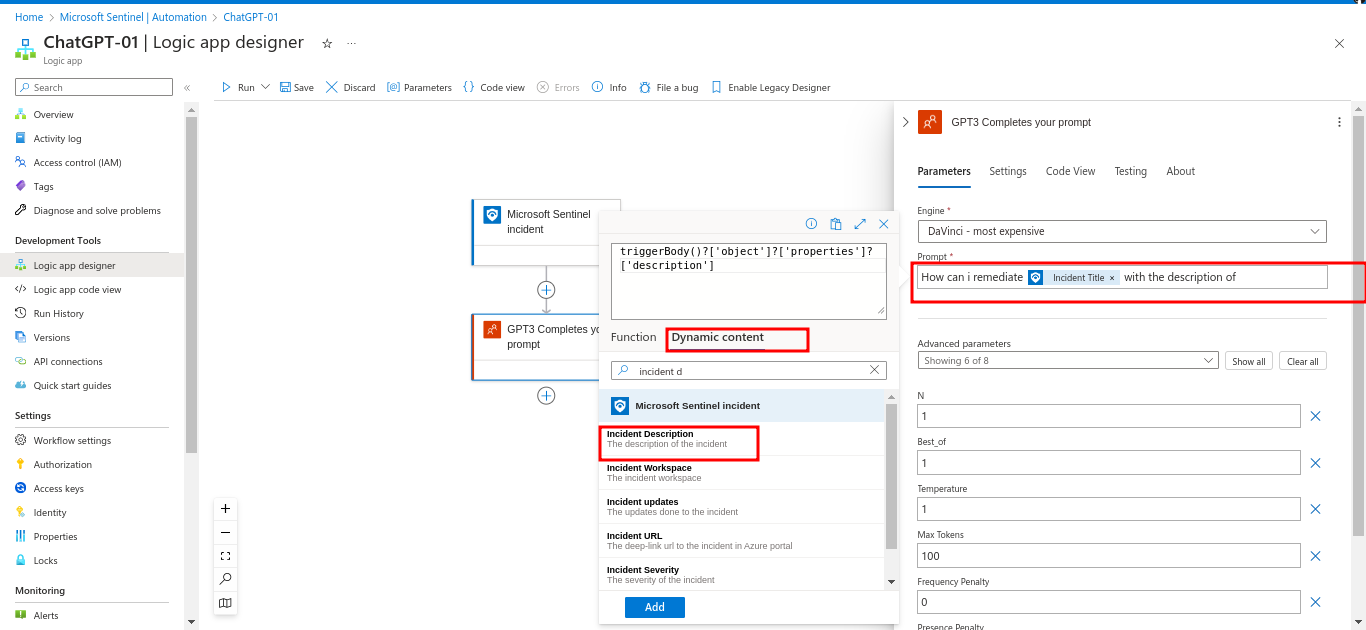 Home > Microsoft Sentinel | Automation > ChatGPT-01
ChatGPT-01 | Logic app designer ☆ ...
Logic app
Search
«
Overview
Activity log
Access control (IAM)
Tags
Diagnose and solve problems
Development Tools
Logic app designer
Logic app code view
Run History
Versions
API connections
Quick start guides
Settings
Workflow settings
Authorization
Access keys
Identity
Properties
Locks
Monitoring
Alerts
Run Save Discard Parameters Code view Errors Info File a bug Enable Legacy Designer
Microsoft Sentinel
incident
GPT3 Completes yo
prompt
triggerBody()?['object']?['properties']?
['description']
Function Dynamic content
incident d
Microsoft Sentinel incident
Incident Description
The description of the incident
Incident Workspace
The incident workspace
Incident updates
The updates done to the incident
Incident URL
The deep-link url to the incident in Azure portal
Incident Severity
The severity of the incident
Add
GPT3 Completes your prompt
Parameters Settings Code View Testing About
Engine *
DaVinci - most expensive
Prompt *
How can i remediate Incident Title × with the description of
Advanced parameters
Showing 6 of 8 Show all Clear all
N
1
Best_of
1
Temperature
1
Max Tokens
100
Frequency Penalty
0
Presence Penalty